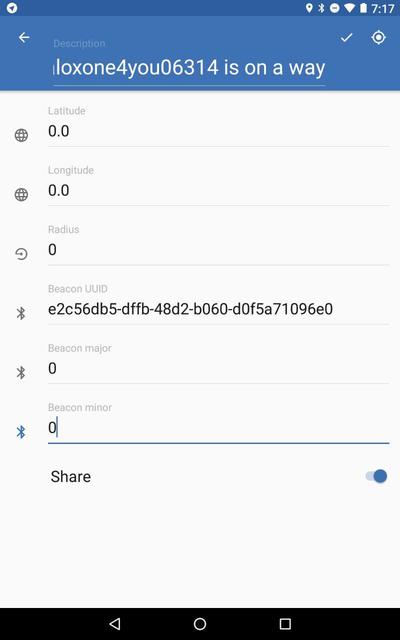 7:17
Description
loxone4you06314 is on a way
Latitude
0.0
Longitude
0.0
Radius
0
Beacon UUID
e2c56db5-dffb-48d2-b060-d0f5a71096e0
Beacon major
0
Beacon minor
0
Share